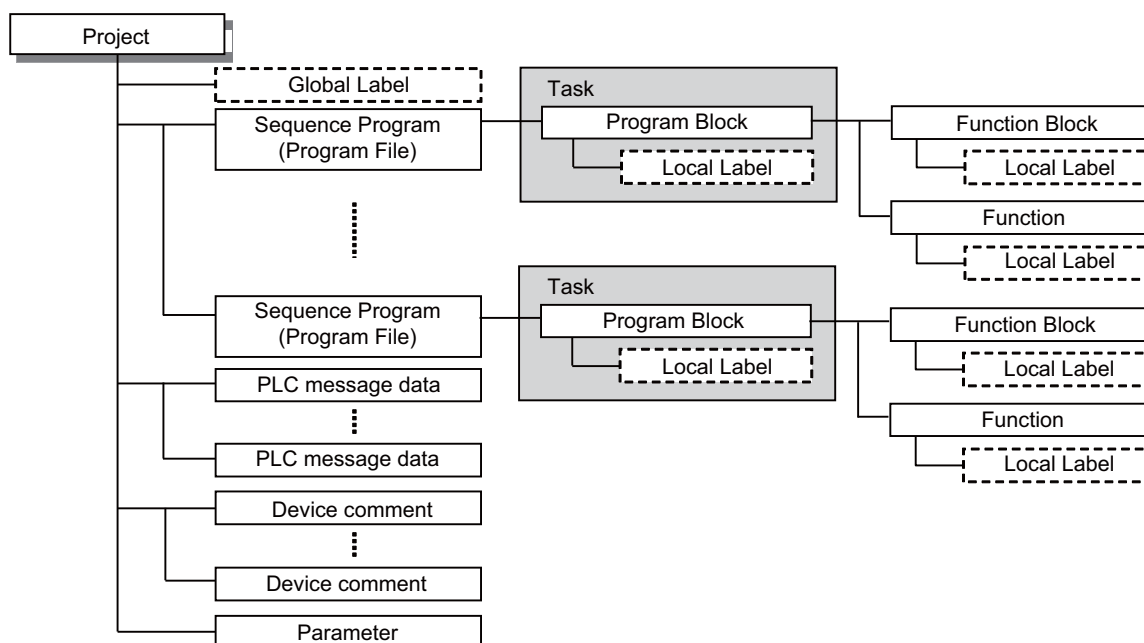 Project
Global Label
Sequence Program
(Program File)
Task
Program Block
Local Label
Function Block
Local Label
Function
Local Label
Sequence Program
(Program File)
Task
Program Block
Local Label
Function Block
Local Label
Function
Local Label
PLC message data
PLC message data
Device comment
Device comment
Parameter